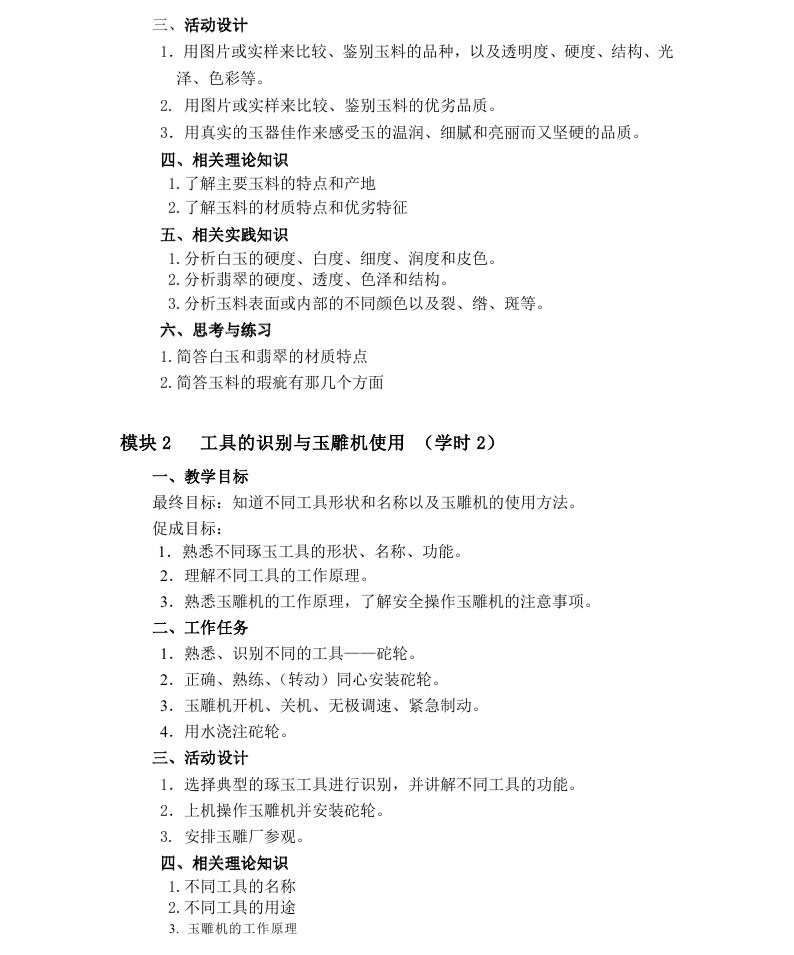 三、活动设计
1．用图片或实样来比较、鉴别玉料的品种，以及透明度、硬度、结构、光
泽、色彩等。
2. 用图片或实样来比较、鉴别玉料的优劣品质。
3．用真实的玉器佳作来感受玉的温润、细腻和亮丽而又坚硬的品质。
四、相关理论知识
1.了解主要玉料的特点和产地
2.了解玉料的材质特点和优劣特征
五、相关实践知识
1.分析白玉的硬度、白度、细度、润度和皮色。
2.分析翡翠的硬度、透度、色泽和结构。
3.分析玉料表面或内部的不同颜色以及裂、绺、斑等。
六、思考与练习
1.简答白玉和翡翠的材质特点
2.简答玉料的瑕疵有那几个方面
模块 2 工具的识别与玉雕机使用 （学时 2）
一、教学目标
最终目标：知道不同工具形状和名称以及玉雕机的使用方法。
促成目标：
1．熟悉不同琢玉工具的形状、名称、功能。
2．理解不同工具的工作原理。
3．熟悉玉雕机的工作原理，了解安全操作玉雕机的注意事项。
二、工作任务
1．熟悉、识别不同的工具——砣轮。
2．正确、熟练、（转动）同心安装砣轮。
3．玉雕机开机、关机、无极调速、紧急制动。
4．用水浇注砣轮。
三、活动设计
1．选择典型的琢玉工具进行识别，并讲解不同工具的功能。
2．上机操作玉雕机并安装砣轮。
3. 安排玉雕厂参观。
四、相关理论知识
1.不同工具的名称
2.不同工具的用途
3. 玉雕机的工作原理